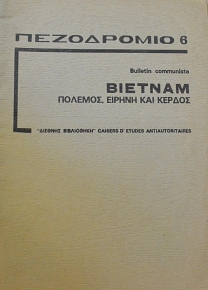 ΠΕΖΟΔΡΟΜΙΟ 6
Bulletin communiste
ΒΙΕΤΝΑΜ
ΠΟΛΕΜΟΣ, ΕΙΡΗΝΗ ΚΑΙ ΚΕΡΔΟΣ
"ΔΙΕΘΝΗΣ ΒΙΒΛΙΟΘΗΚΗ" CAHIERS D' ETUDES ANTIAUTORITAIRES